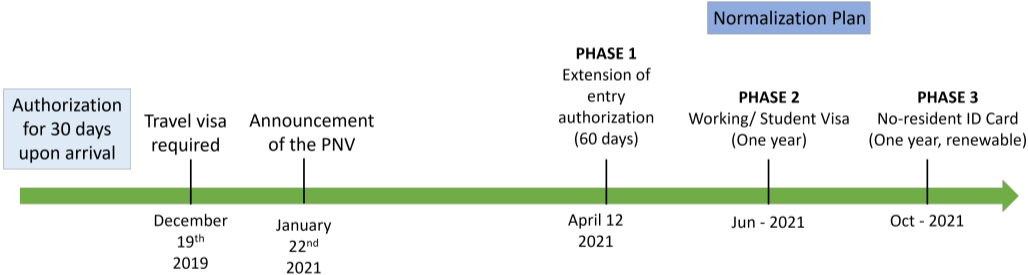 Normalization Plan
Authorization
for 30 days
upon arrival
Travel visa
required
Announcement
of the PNV
PHASE 1
Extension of
entry
authorization
(60 days)
PHASE 2
Working/ Student Visa
(One year)
PHASE 3
No-resident ID Card
(One year, renewable)
December
19th
2019
January
22nd
2021
April 12
2021
Jun - 2021
Oct - 2021